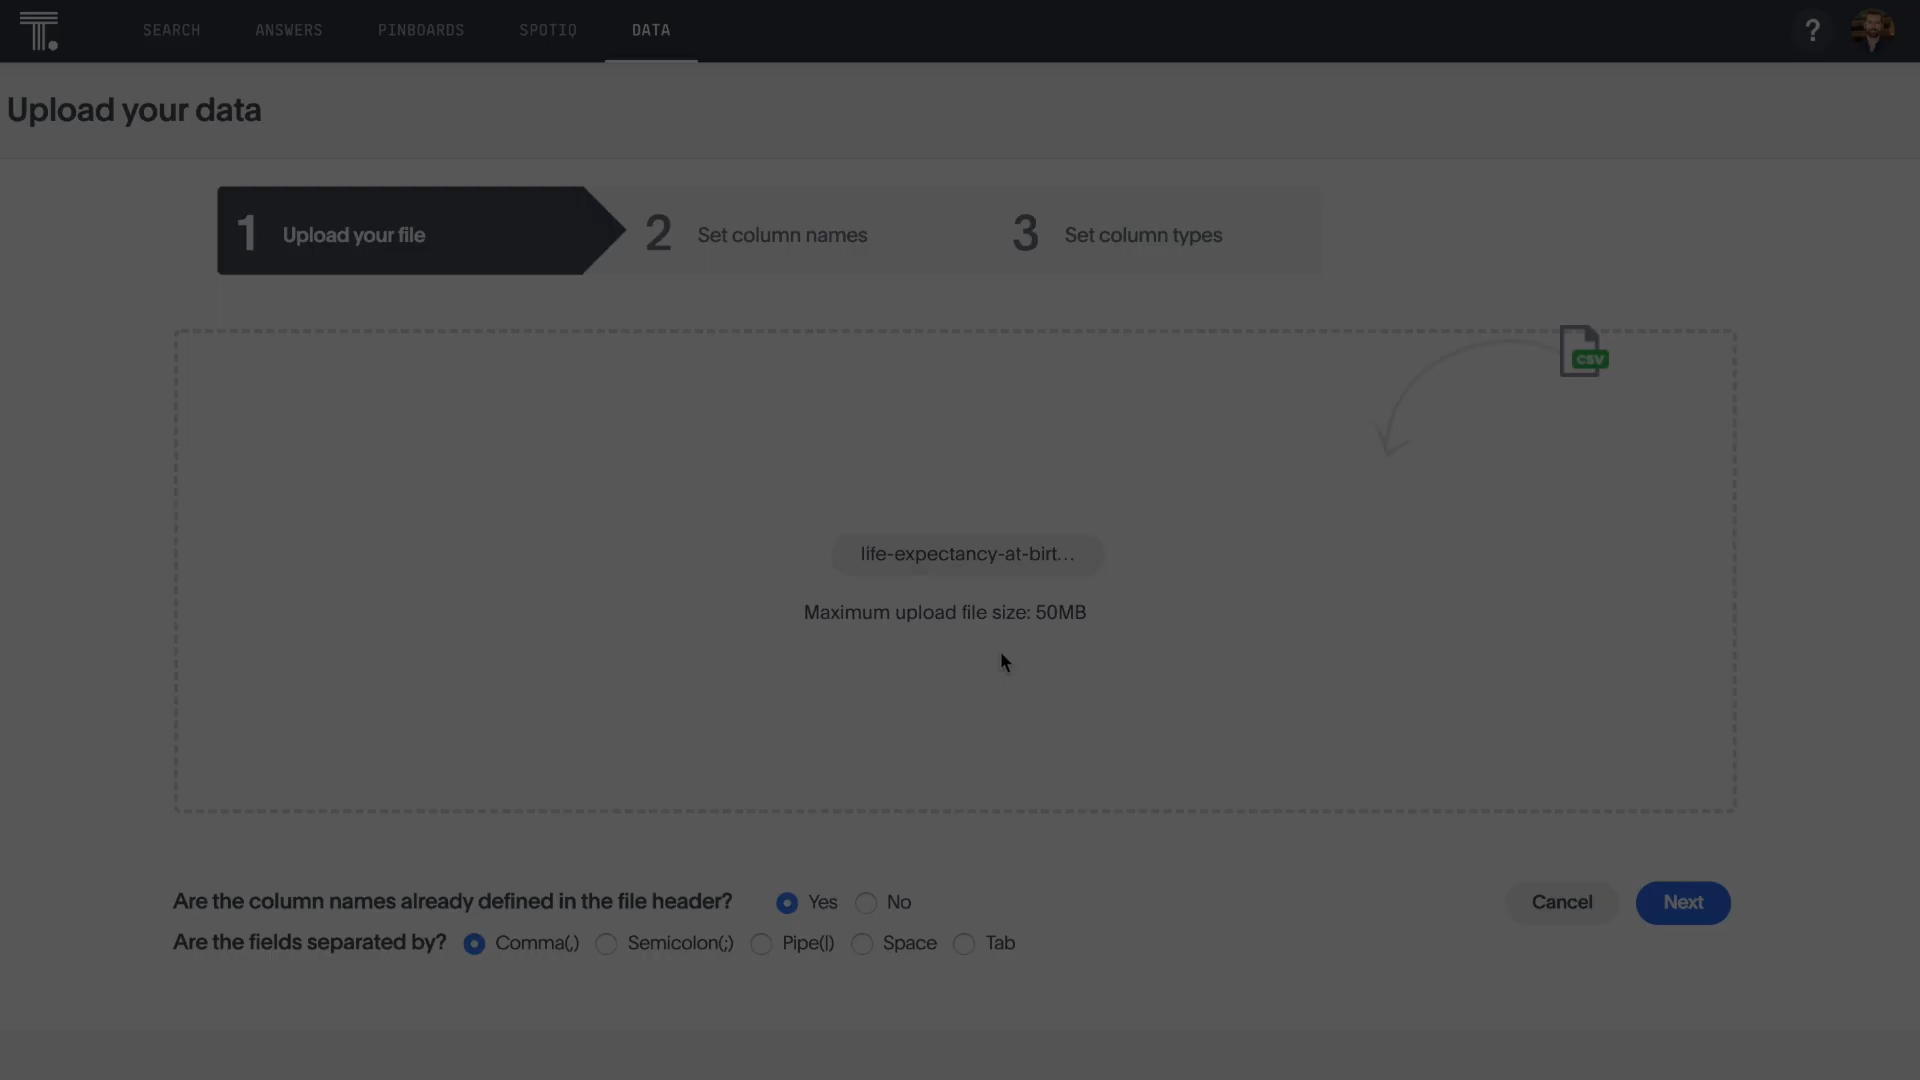 T.
SEARCH ANSWERS PINBOARDS SPOTIQ DATA ?
Upload your data
1 Upload your file 2 Set column names 3 Set column types
CSV
life-expectancy-at-birt...
Maximum upload file size: 50MB
Are the column names already defined in the file header? Yes No Cancel Next
Are the fields separated by? Comma(,) Semicolon(;) Pipe(|) Space Tab